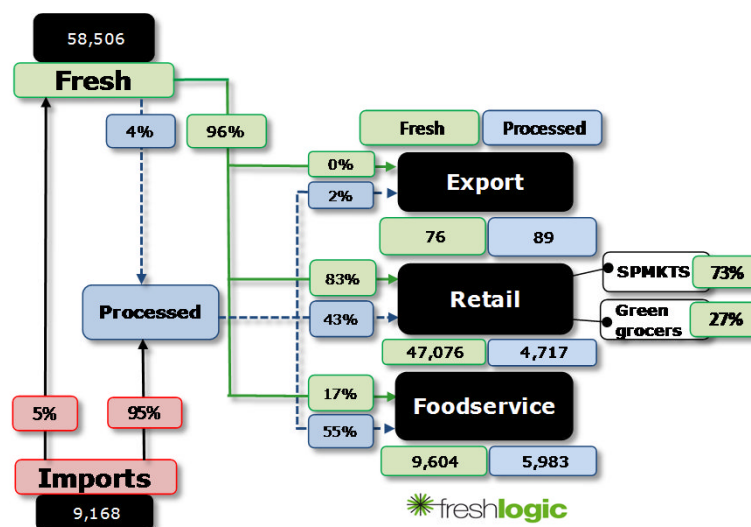 58,506
Fresh
4%
96%
Fresh
Processed
0%
2%
Export
76
89
Processed
83%
43%
Retail
SPMKTS
73%
Green
grocers
27%
47,076
4,717
5%
95%
17%
55%
Foodservice
9,604
5,983
Imports
9,168
freshlogic